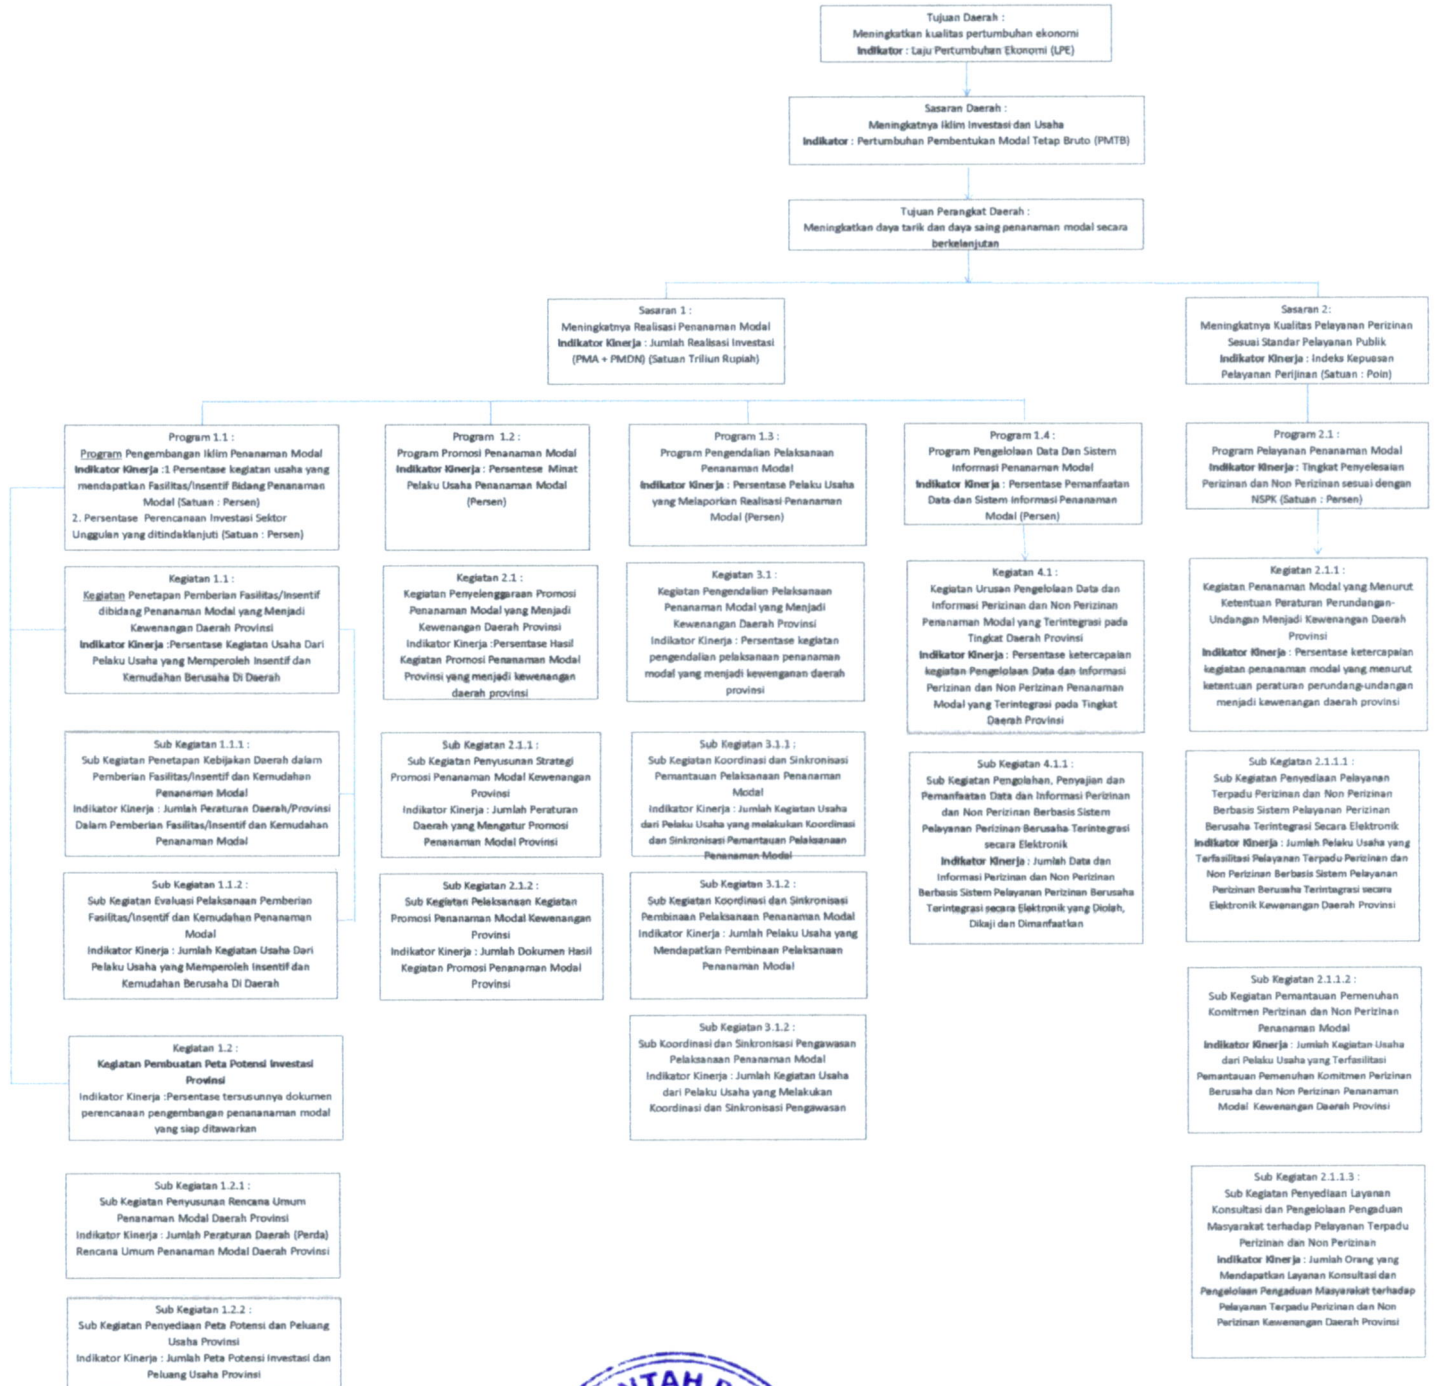 Tujuan Daerah :
Meningkatkan kualitas pertumbuhan ekonomi
Indikator : Laju Pertumbuhan Ekonomi (LPE)
Sasaran Daerah :
Meningkatnya Iklim Investasi dan Usaha
Indikator : Pertumbuhan Pembentukan Modal Tetap Bruto (PMTB)
Tujuan Perangkat Daerah :
Meningkatkan daya tarik dan daya saing penanaman modal secara
berkelanjutan
Sasaran 1 :
Meningkatnya Realisasi Penanaman Modal
Indikator Kinerja : Jumlah Realisasi Investasi
(PMA + PMDN) (Satuan Triliun Rupiah)
Sasaran 2:
Meningkatnya Kualitas Pelayanan Perizinan
Sesuai Standar Pelayanan Publik
Indikator Kinerja : Indeks Kepuasan
Pelayanan Perijinan (Satuan : Poin)
Program 1.1 :
Program Pengembangan Iklim Penanaman Modal
Indikator Kinerja :1 Persentase kegiatan usaha yang
mendapatkan Fasilitas/Insentif Bidang Penanaman
Modal (Satuan : Persen)
2. Persentase Perencanaan Investasi Sektor
Unggulan yang ditindaklanjuti (Satuan : Persen)
Program 1.2 :
Program Promosi Penanaman Modal
Indikator Kinerja : Persentese Minat
Pelaku Usaha Penanaman Modal
(Persen)
Program 1.3 :
Program Pengendalian Pelaksanaan
Penanaman Modal
Indikator Kinerja : Persentase Pelaku Usaha
yang Melaporkan Realisasi Penanaman
Modal (Persen)
Program 1.4 :
Program Pengelolaan Data Dan Sistem
Informasi Penanaman Modal
Indikator Kinerja : Persentase Pemanfaatan
Data dan Sistem Informasi Penanaman
Modal (Persen)
Program 2.1 :
Program Pelayanan Penanaman Modal
Indikator Kinerja : Tingkat Penyelesaian
Perizinan dan Non Perizinan sesuai dengan
NSPK (Satuan : Persen)
Kegiatan 1.1 :
Kegiatan Penetapan Pemberian Fasilitas/Insentif
dibidang Penanaman Modal yang Menjadi
Kewenangan Daerah Provinsi
Indikator Kinerja :Persentase Kegiatan Usaha Dari
Pelaku Usaha yang Memperoleh Insentif dan
Kemudahan Berusaha Di Daerah
Kegiatan 2.1 :
Kegiatan Penyelenggaraan Promosi
Penanaman Modal yang Menjadi
Kewenangan Daerah Provinsi
Indikator Kinerja :Persentase Hasil
Kegiatan Promosi Penanaman Modal
Provinsi yang menjadi kewenangan
daerah provinsi
Kegiatan 3.1 :
Kegiatan Pengendalian Pelaksanaan
Penanaman Modal yang Menjadi
Kewenangan Daerah Provinsi
Indikator Kinerja : Persentase kegiatan
pengendalian pelaksanaan penanaman
modal yang menjadi kewenganan daerah
provinsi
Kegiatan 4.1 :
Kegiatan Urusan Pengelolaan Data dan
Informasi Perizinan dan Non Perizinan
Penanaman Modal yang Terintegrasi pada
Tingkat Daerah Provinsi
Indikator Kinerja : Persentase ketercapaian
kegiatan Pengelolaan Data dan Informasi
Perizinan dan Non Perizinan Penanaman
Modal yang Terintegrasi pada Tingkat
Daerah Provinsi
Kegiatan 2.1.1 :
Kegiatan Penanaman Modal yang Menurut
Ketentuan Peraturan Perundangan-
Undangan Menjadi Kewenangan Daerah
Provinsi
Indikator Kinerja : Persentase ketercapaian
kegiatan penanaman modal yang menurut
ketentuan peraturan perundang-undangan
menjadi kewenangan daerah provinsi
Sub Kegiatan 1.1.1 :
Sub Kegiatan Penetapan Kebijakan Daerah dalam
Pemberian Fasilitas/Insentif dan Kemudahan
Penanaman Modal
Indikator Kinerja : Jumlah Peraturan Daerah/Provinsi
Dalam Pemberian Fasilitas/Insentif dan Kemudahan
Penanaman Modal
Sub Kegiatan 2.1.1 :
Sub Kegiatan Penyusunan Strategi
Promosi Penanaman Modal Kewenangan
Provinsi
Indikator Kinerja : Jumlah Peraturan
Daerah yang Mengatur Promosi
Penanaman Modal Provinsi
Sub Kegiatan 3.1.1 :
Sub Kegiatan Koordinasi dan Sinkronisasi
Pemantauan Pelaksanaan Penanaman
Modal
Indikator Kinerja : Jumlah Kegiatan Usaha
dari Pelaku Usaha yang melakukan Koordinasi
dan Sinkronisasi Pemantauan Pelaksanaan
Penanaman Modal
Sub Kegiatan 4.1.1 :
Sub Kegiatan Pengolahan, Penyajian dan
Pemanfaatan Data dan Informasi Perizinan
dan Non Perizinan Berbasis Sistem
Pelayanan Perizinan Berusaha Terintegrasi
secara Elektronik
Indikator Kinerja : Jumlah Data dan
Informasi Perizinan dan Non Perizinan
Berbasis Sistem Pelayanan Perizinan Berusaha
Terintegrasi secara Elektronik yang Diolah,
Dikaji dan Dimanfaatkan
Sub Kegiatan 2.1.1.1 :
Sub Kegiatan Penyediaan Pelayanan
Terpadu Perizinan dan Non Perizinan
Berbasis Sistem Pelayanan Perizinan
Berusaha Terintegrasi Secara Elektronik
Indikator Kinerja : Jumlah Pelaku Usaha yang
Terfasilitasi Pelayanan Terpadu Perizinan dan
Non Perizinan Berbasis Sistem Pelayanan
Perizinan Berusaha Terintegrasi secara
Elektronik Kewanangan Daerah Provinsi
Sub Kegiatan 1.1.2 :
Sub Kegiatan Evaluasi Pelaksanaan Pemberian
Fasilitas/Insentif dan Kemudahan Penanaman
Modal
Indikator Kinerja : Jumlah Kegiatan Usaha Dari
Pelaku Usaha yang Memperoleh Insentif dan
Kemudahan Berusaha Di Daerah
Sub Kegiatan 2.1.2 :
Sub Kegiatan Pelaksanaan Kegiatan
Promosi Penanaman Modal Kewenangan
Provinsi
Indikator Kinerja : Jumlah Dokumen Hasil
Kegiatan Promosi Penanaman Modal
Provinsi
Sub Kegiatan 3.1.2 :
Sub Kegiatan Koordinasi dan Sinkronisasi
Pembinaan Pelaksanaan Penanaman Modal
Indikator Kinerja : Jumlah Pelaku Usaha yang
Mendapatkan Pembinaan Pelaksanaan
Penanaman Modal
Sub Kegiatan 2.1.1.2 :
Sub Kegiatan Pemantauan Pemenuhan
Komitmen Perizinan dan Non Perizinan
Penanaman Modal
Indikator Kinerja : Jumlah Kegiatan Usaha
dari Pelaku Usaha yang Terfasilitasi
Pemantauan Pemenuhan Komitmen Perizinan
Berusaha dan Non Perizinan Penanaman
Modal Kewenangan Daerah Provinsi
Kegiatan 1.2 :
Kegiatan Pembuatan Peta Potensi Investasi
Provinsi
Indikator Kinerja :Persentase tersusunnya dokumen
perencanaan pengembangan penananaman modal
yang siap ditawarkan
Sub Kegiatan 3.1.2 :
Sub Koordinasi dan Sinkronisasi Pengawasan
Pelaksanaan Penanaman Modal
Indikator Kinerja : Jumlah Kegiatan Usaha
dari Pelaku Usaha yang Melakukan
Koordinasi dan Sinkronisasi Pengawasan
Sub Kegiatan 1.2.1 :
Sub Kegiatan Penyusunan Rencana Umum
Penanaman Modal Daerah Provinsi
Indikator Kinerja : Jumlah Peraturan Daerah (Perda)
Rencana Umum Penanaman Modal Daerah Provinsi
Sub Kegiatan 2.1.1.3 :
Sub Kegiatan Penyediaan Layanan
Konsultasi dan Pengelolaan Pengaduan
Masyarakat terhadap Pelayanan Terpadu
Perizinan dan Non Perizinan
Indikator Kinerja : Jumlah Orang yang
Mendapatkan Layanan Konsultasi dan
Pengelolaan Pengaduan Masyarakat terhadap
Pelayanan Terpadu Perizinan dan Non
Perizinan Kewenangan Daerah Provinsi
Sub Kegiatan 1.2.2 :
Sub Kegiatan Penyediaan Peta Potensi dan Peluang
Usaha Provinsi
Indikator Kinerja : Jumlah Peta Potensi Investasi dan
Peluang Usaha Provinsi